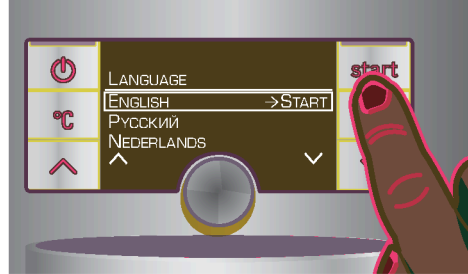 LANGUAGE
ENGLISH →START
РУССКИЙ
NEDERLANDS
°C
start